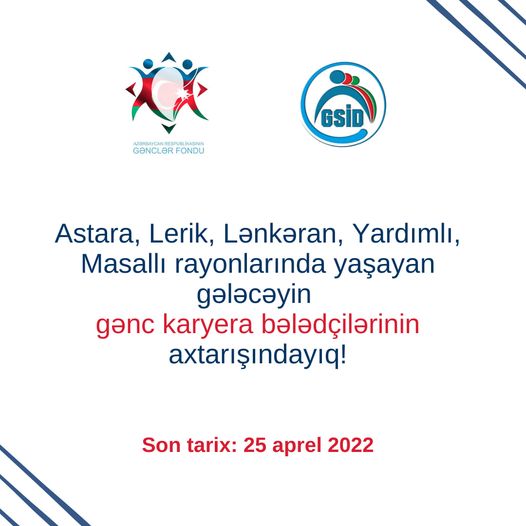 AZƏRBAYCAN RESPUBLİKASININ
GƏNCLƏR FONDU
GSİD
Astara, Lerik, Lənkəran, Yardımlı,
Masallı rayonlarında yaşayan
gələcəyin
gənc karyera bələdçilərinin
axtarışındayıq!
Son tarix: 25 aprel 2022